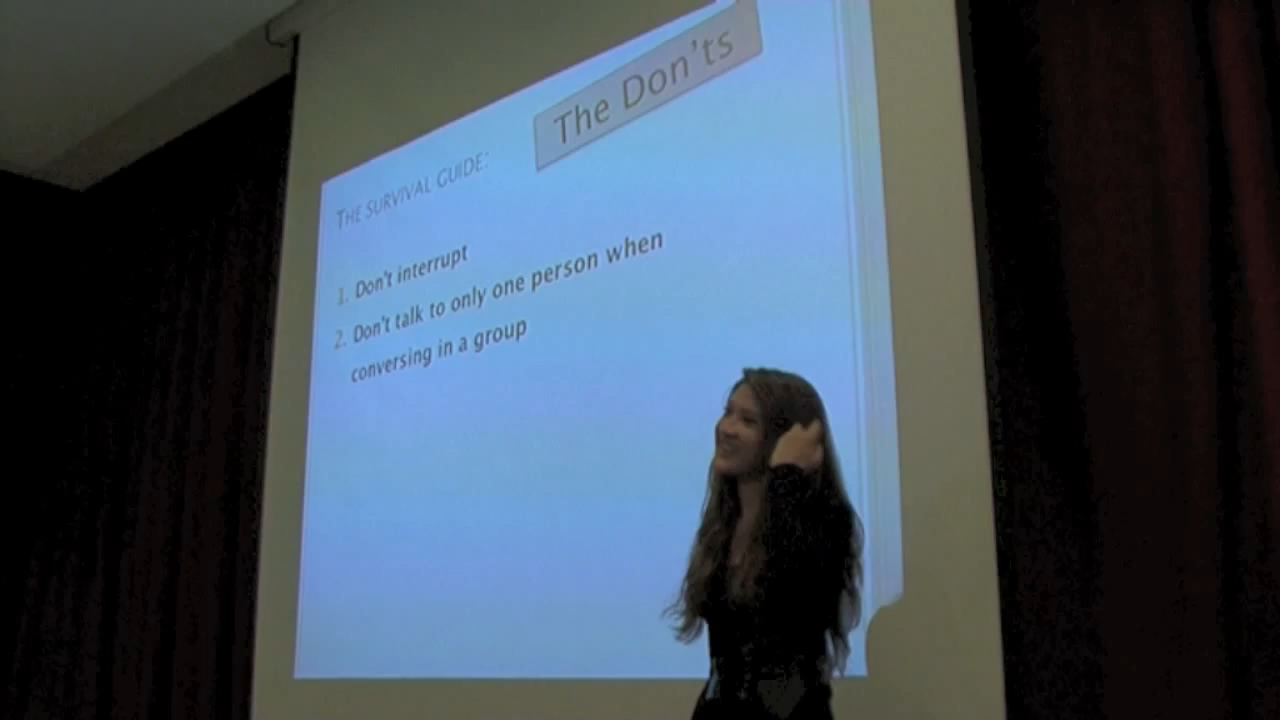 The Don'ts
THE SURVIVAL GUIDE:
1. Don't interrupt
2. Don't talk to only one person when
conversing in a group